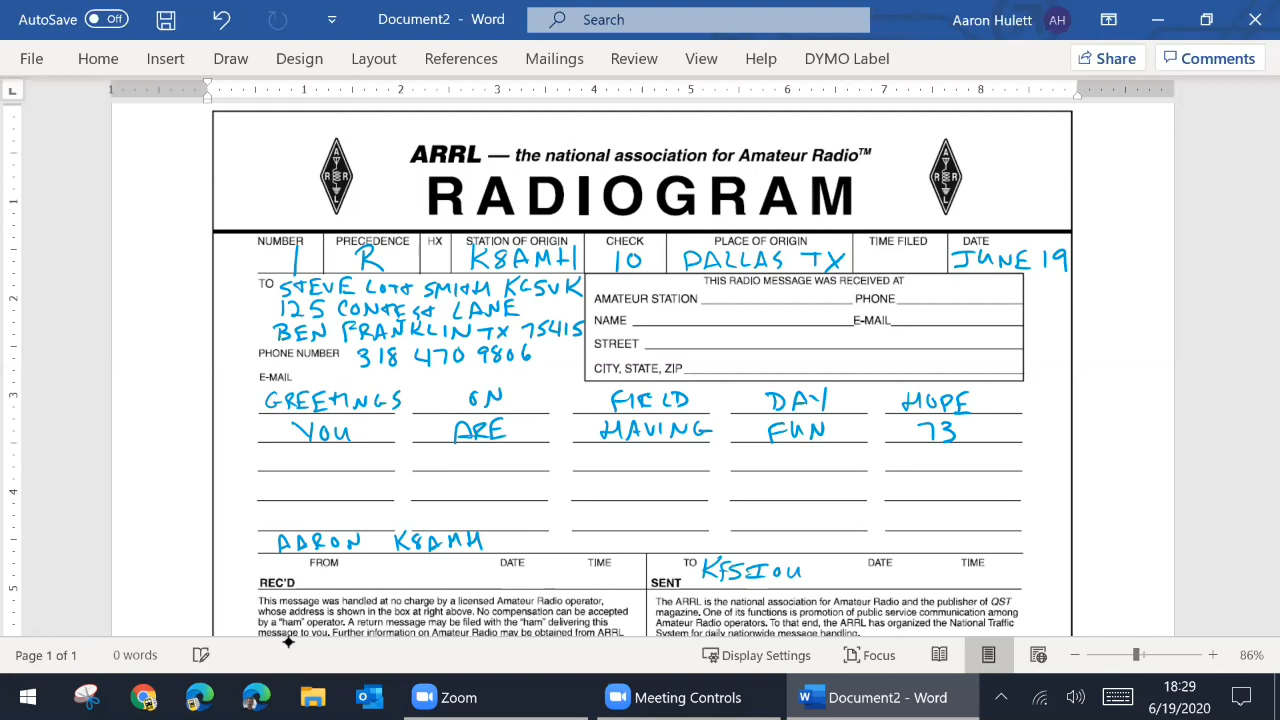 AutoSave Off Document2 - Word Search Aaron Hulett AH
File Home Insert Draw Design Layout References Mailings Review View Help DYMO Label Share Comments
1 1 2 3 4 5 6 7 8
ARRL — the national association for Amateur Radio™
RADIOGRAM
NUMBER PRECEDENCE HX STATION OF ORIGIN CHECK PLACE OF ORIGIN TIME FILED DATE
1 R K8AMH 10 DALLAS TX JUNE 19
TO STEVE LOTT SMITH KG5VK
125 CONTEST LANE
BEN FRANKLIN TX 75415
PHONE NUMBER 318 470 9806
E-MAIL
THIS RADIO MESSAGE WAS RECEIVED AT
AMATEUR STATION PHONE
NAME E-MAIL
STREET
CITY, STATE, ZIP
GREETINGS ON FIELD DAY HOPE
YOU ARE HAVING FUN 73
AARON K8AMH
FROM DATE TIME TO KF5IOU DATE TIME
REC'D SENT
This message was handled at no charge by a licensed Amateur Radio operator,
whose address is shown in the box at right above. No compensation can be accepted
by a "ham" operator. A return message may be filed with the "ham" delivering this
message to you. Further information on Amateur Radio may be obtained from ARRL
The ARRL is the national association for Amateur Radio and the publisher of QST
magazine. One of its functions is promotion of public service communication among
Amateur Radio operators. To that end, the ARRL has organized the National Traffic
System for daily nationwide message handling.
Page 1 of 1 0 words Display Settings Focus 86%
Zoom Meeting Controls Document2 - Word 18:29
6/19/2020